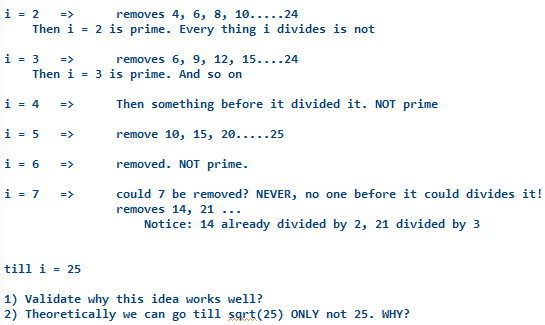 i = 2 => removes 4, 6, 8, 10.....24
Then i = 2 is prime. Every thing i divides is not
i = 3 => removes 6, 9, 12, 15....24
Then i = 3 is prime. And so on
i = 4 => Then something before it divided it. NOT prime
i = 5 => remove 10, 15, 20.....25
i = 6 => removed. NOT prime.
i = 7 => could 7 be removed? NEVER, no one before it could divides it!
removes 14, 21 ...
Notice: 14 already divided by 2, 21 divided by 3
till i = 25
1) Validate why this idea works well?
2) Theoretically we can go till sqrt(25) ONLY not 25. WHY?